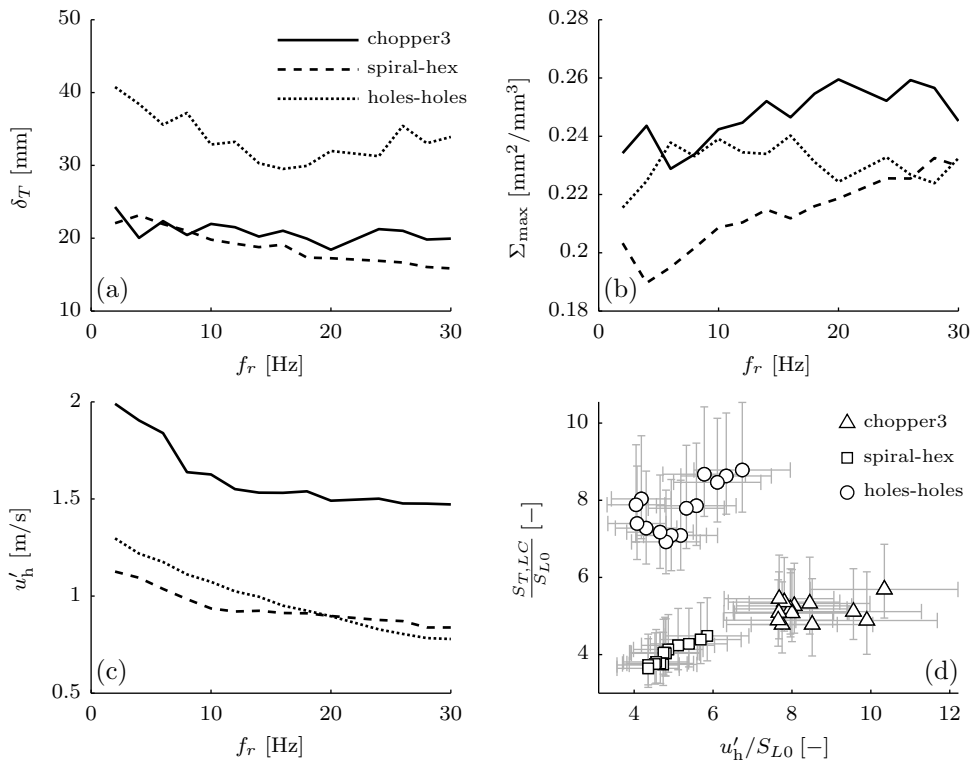 50
40
30
20
10
δT [mm]
chopper3
spiral-hex
holes-holes
(a)
0 10 20 30
fr [Hz]
0.28
0.26
0.24
0.22
0.2
0.18
Σmax [mm²/mm³]
(b)
0 10 20 30
fr [Hz]
2
1.5
1
0.5
u′h [m/s]
(c)
0 10 20 30
fr [Hz]
10
8
6
4
ST,LC/SL0 [−]
chopper3
spiral-hex
holes-holes
(d)
4 6 8 10 12
u′h/SL0 [−]